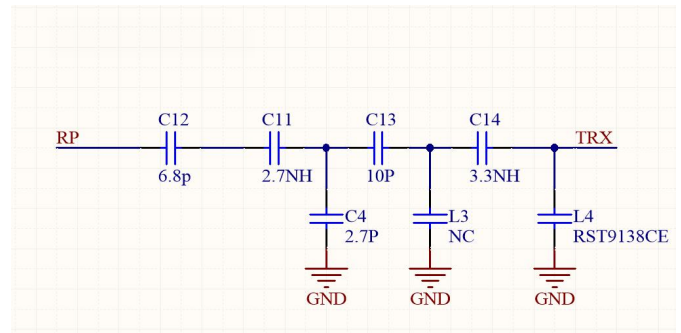 C12
C11
C13
C14
RP
TRX
6.8p
2.7NH
10P
3.3NH
C4
2.7P
L3
NC
L4
RST9138CE
GND
GND
GND